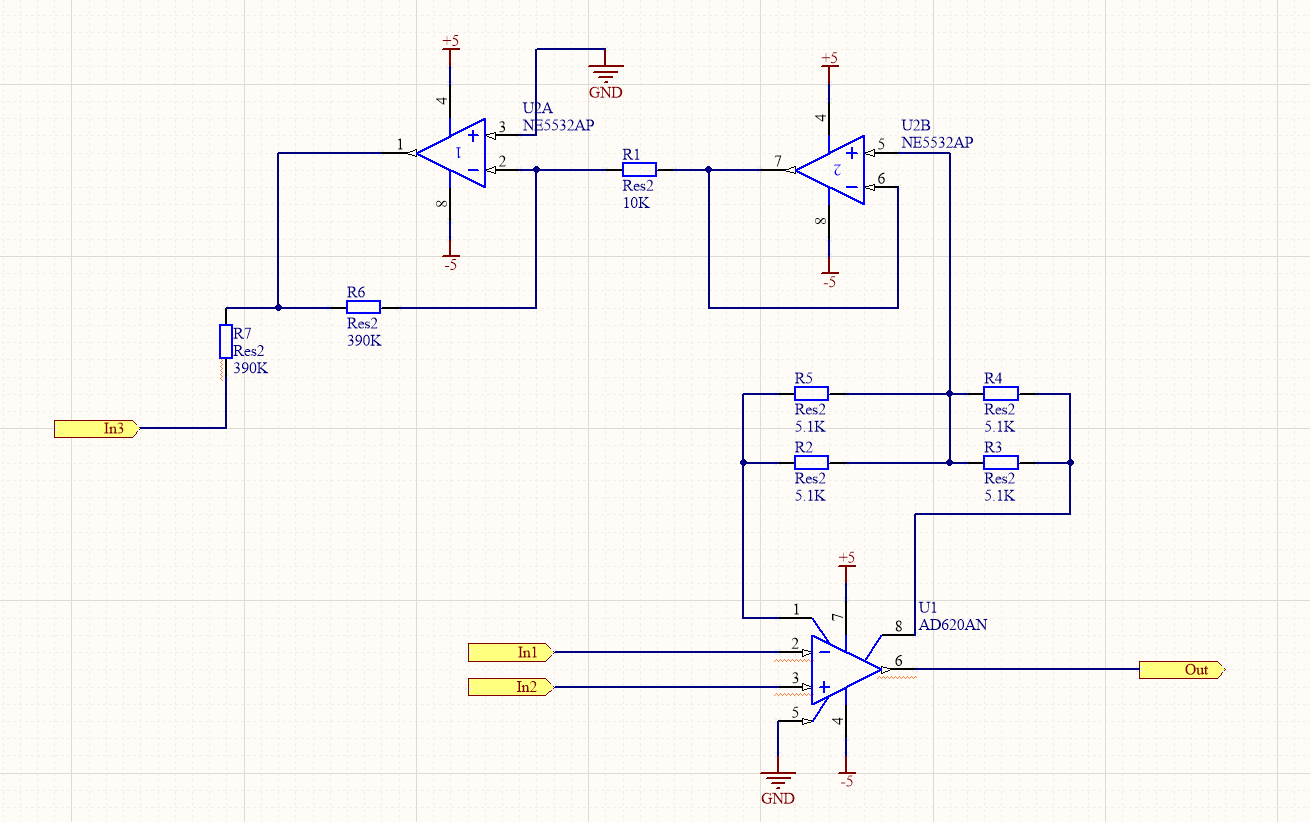 +5
4
GND
U2A
NE5532AP
3
1
1
2
8
-5
R1
Res2
10K
+5
4
U2B
NE5532AP
5
7
2
6
8
-5
R6
Res2
390K
R7
Res2
390K
In3
R5
Res2
5.1K
R4
Res2
5.1K
R2
Res2
5.1K
R3
Res2
5.1K
+5
7
1
8
U1
AD620AN
In1
2
6
Out
In2
3
5
4
GND
-5